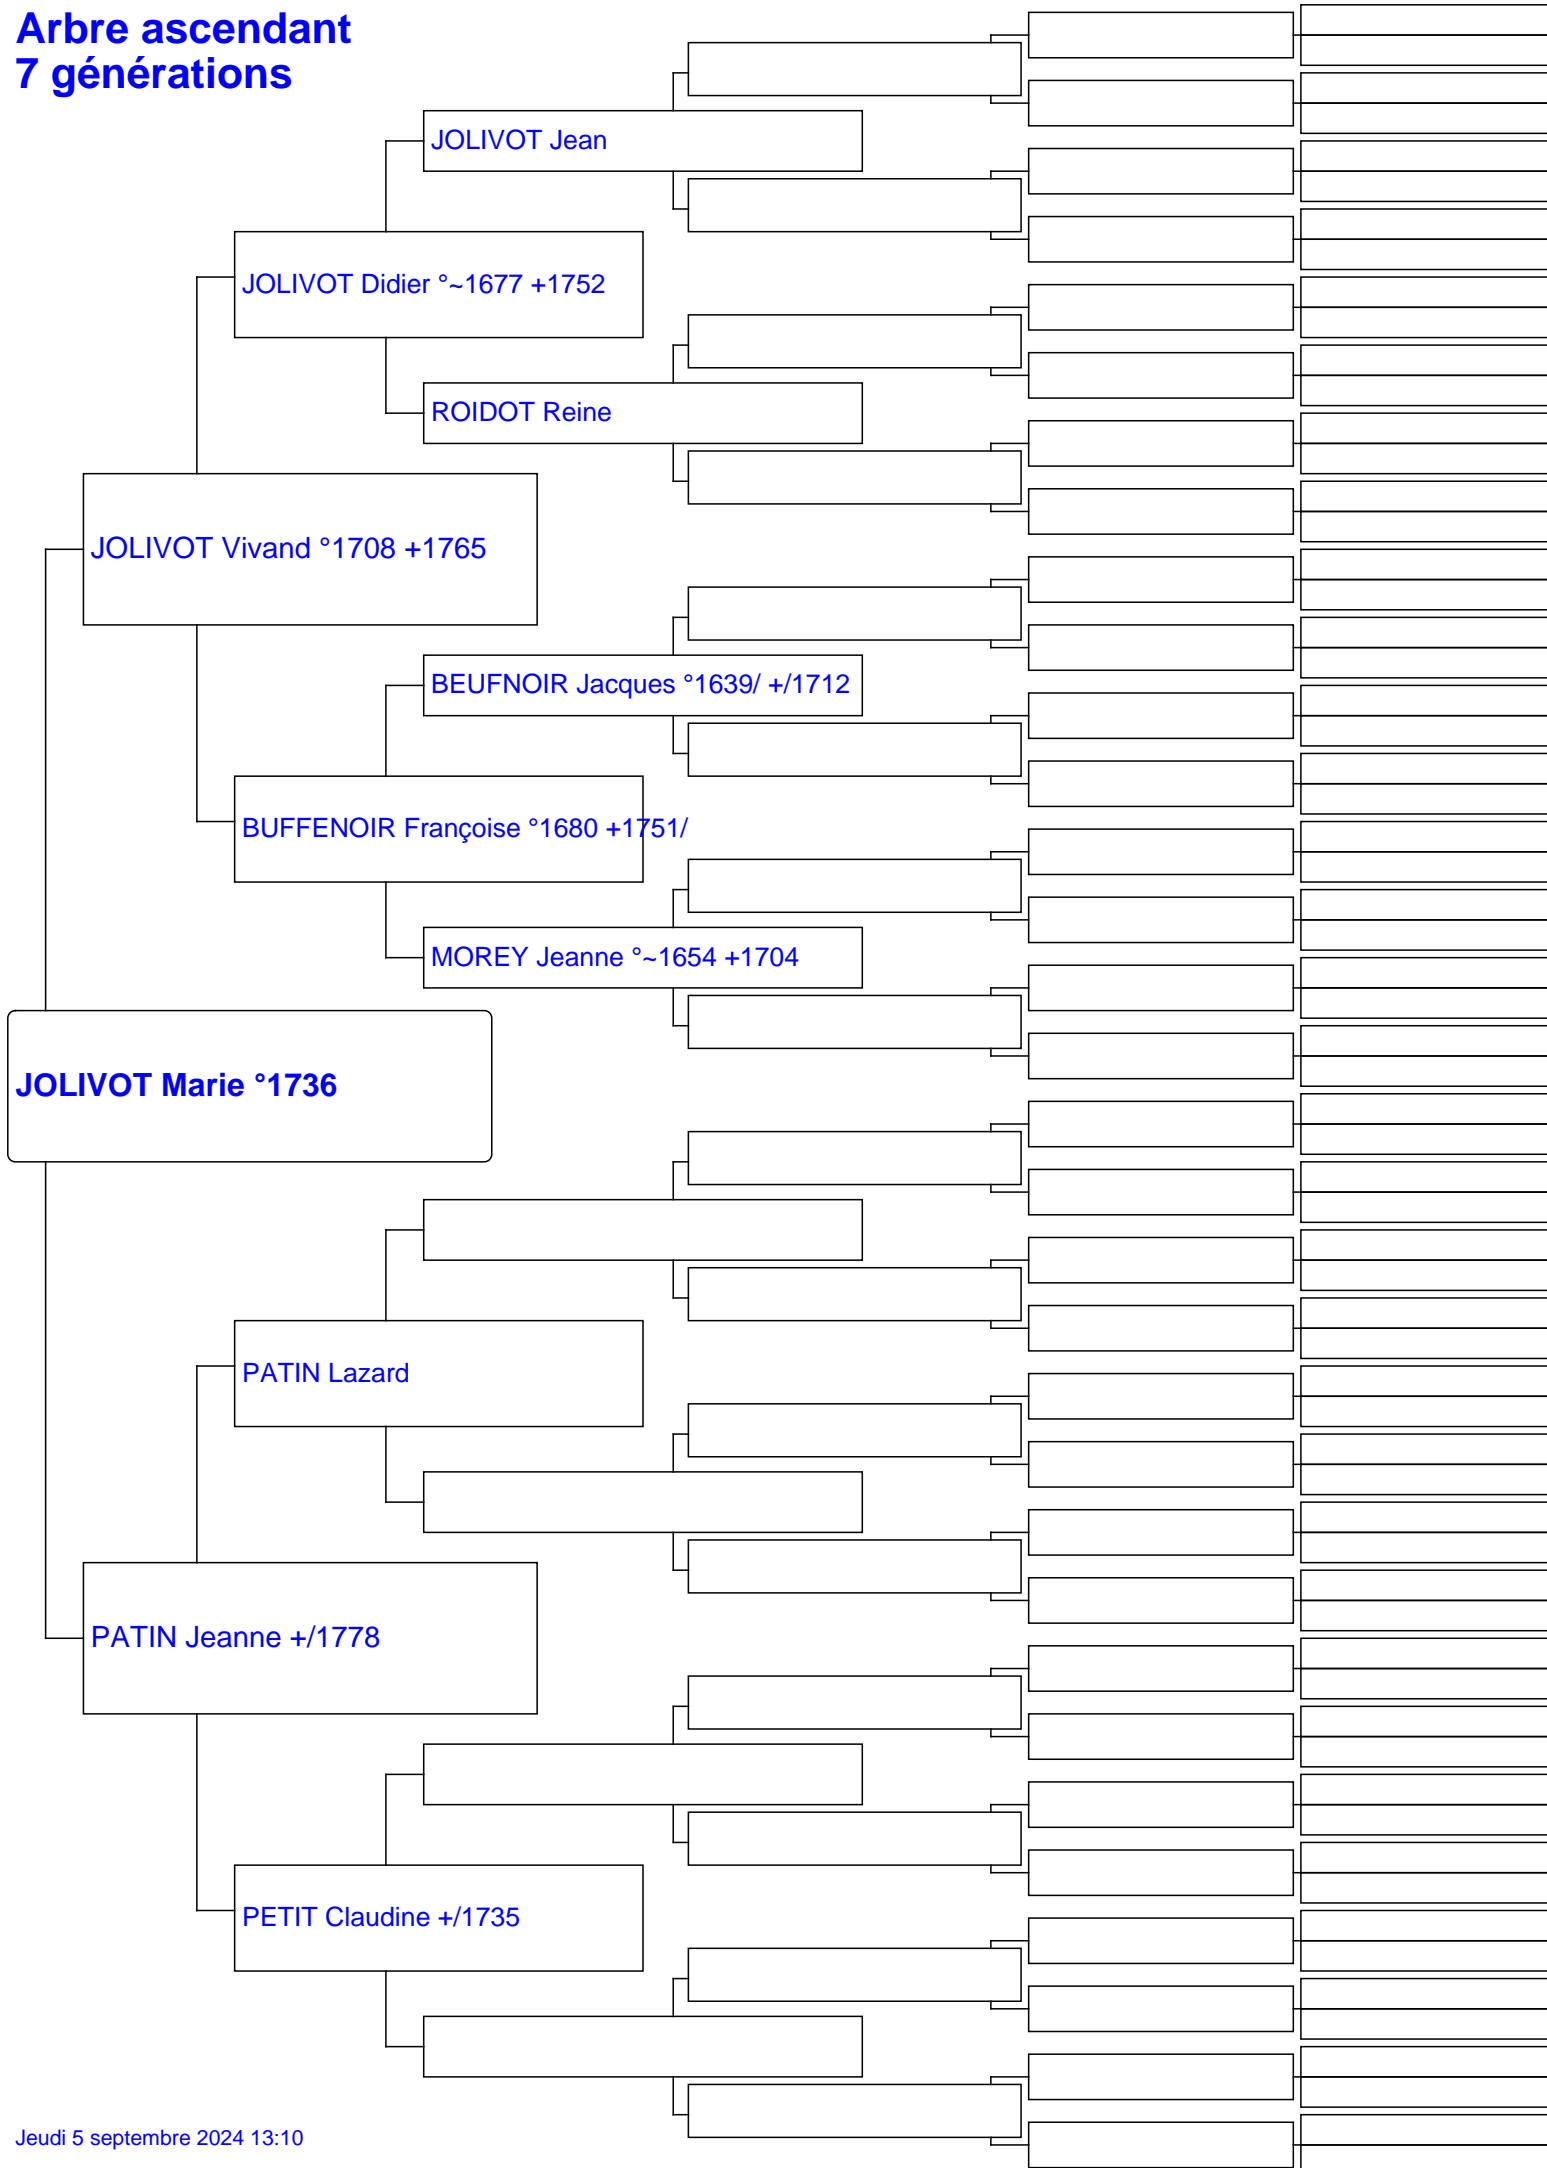 Arbre ascendant
7 générations
JOLIVOT Jean
JOLIVOT Didier °~1677 +1752
ROIDOT Reine
JOLIVOT Vivand °1708 +1765
BEUFNOIR Jacques °1639/ +/1712
BUFFENOIR Françoise °1680 +1751/
MOREY Jeanne °~1654 +1704
JOLIVOT Marie °1736
PATIN Lazard
PATIN Jeanne +/1778
PETIT Claudine +/1735
Jeudi 5 septembre 2024 13:10